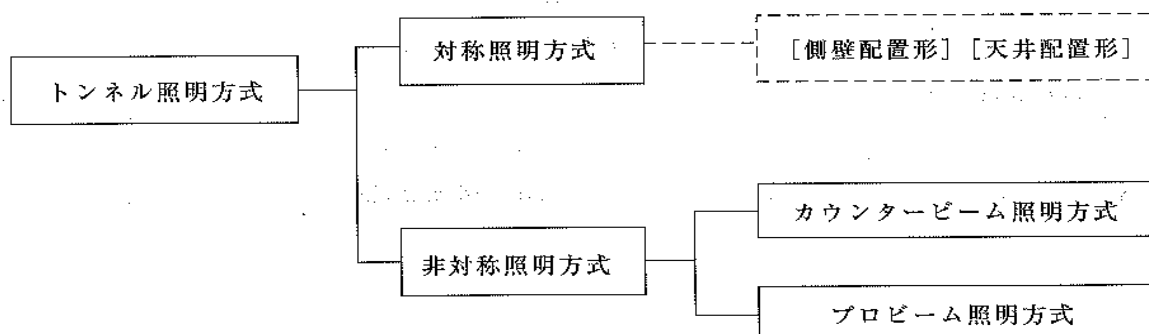 対称照明方式
[側壁配置形] [天井配置形]
トンネル照明方式
カウンタービーム照明方式
非対称照明方式
プロビーム照明方式